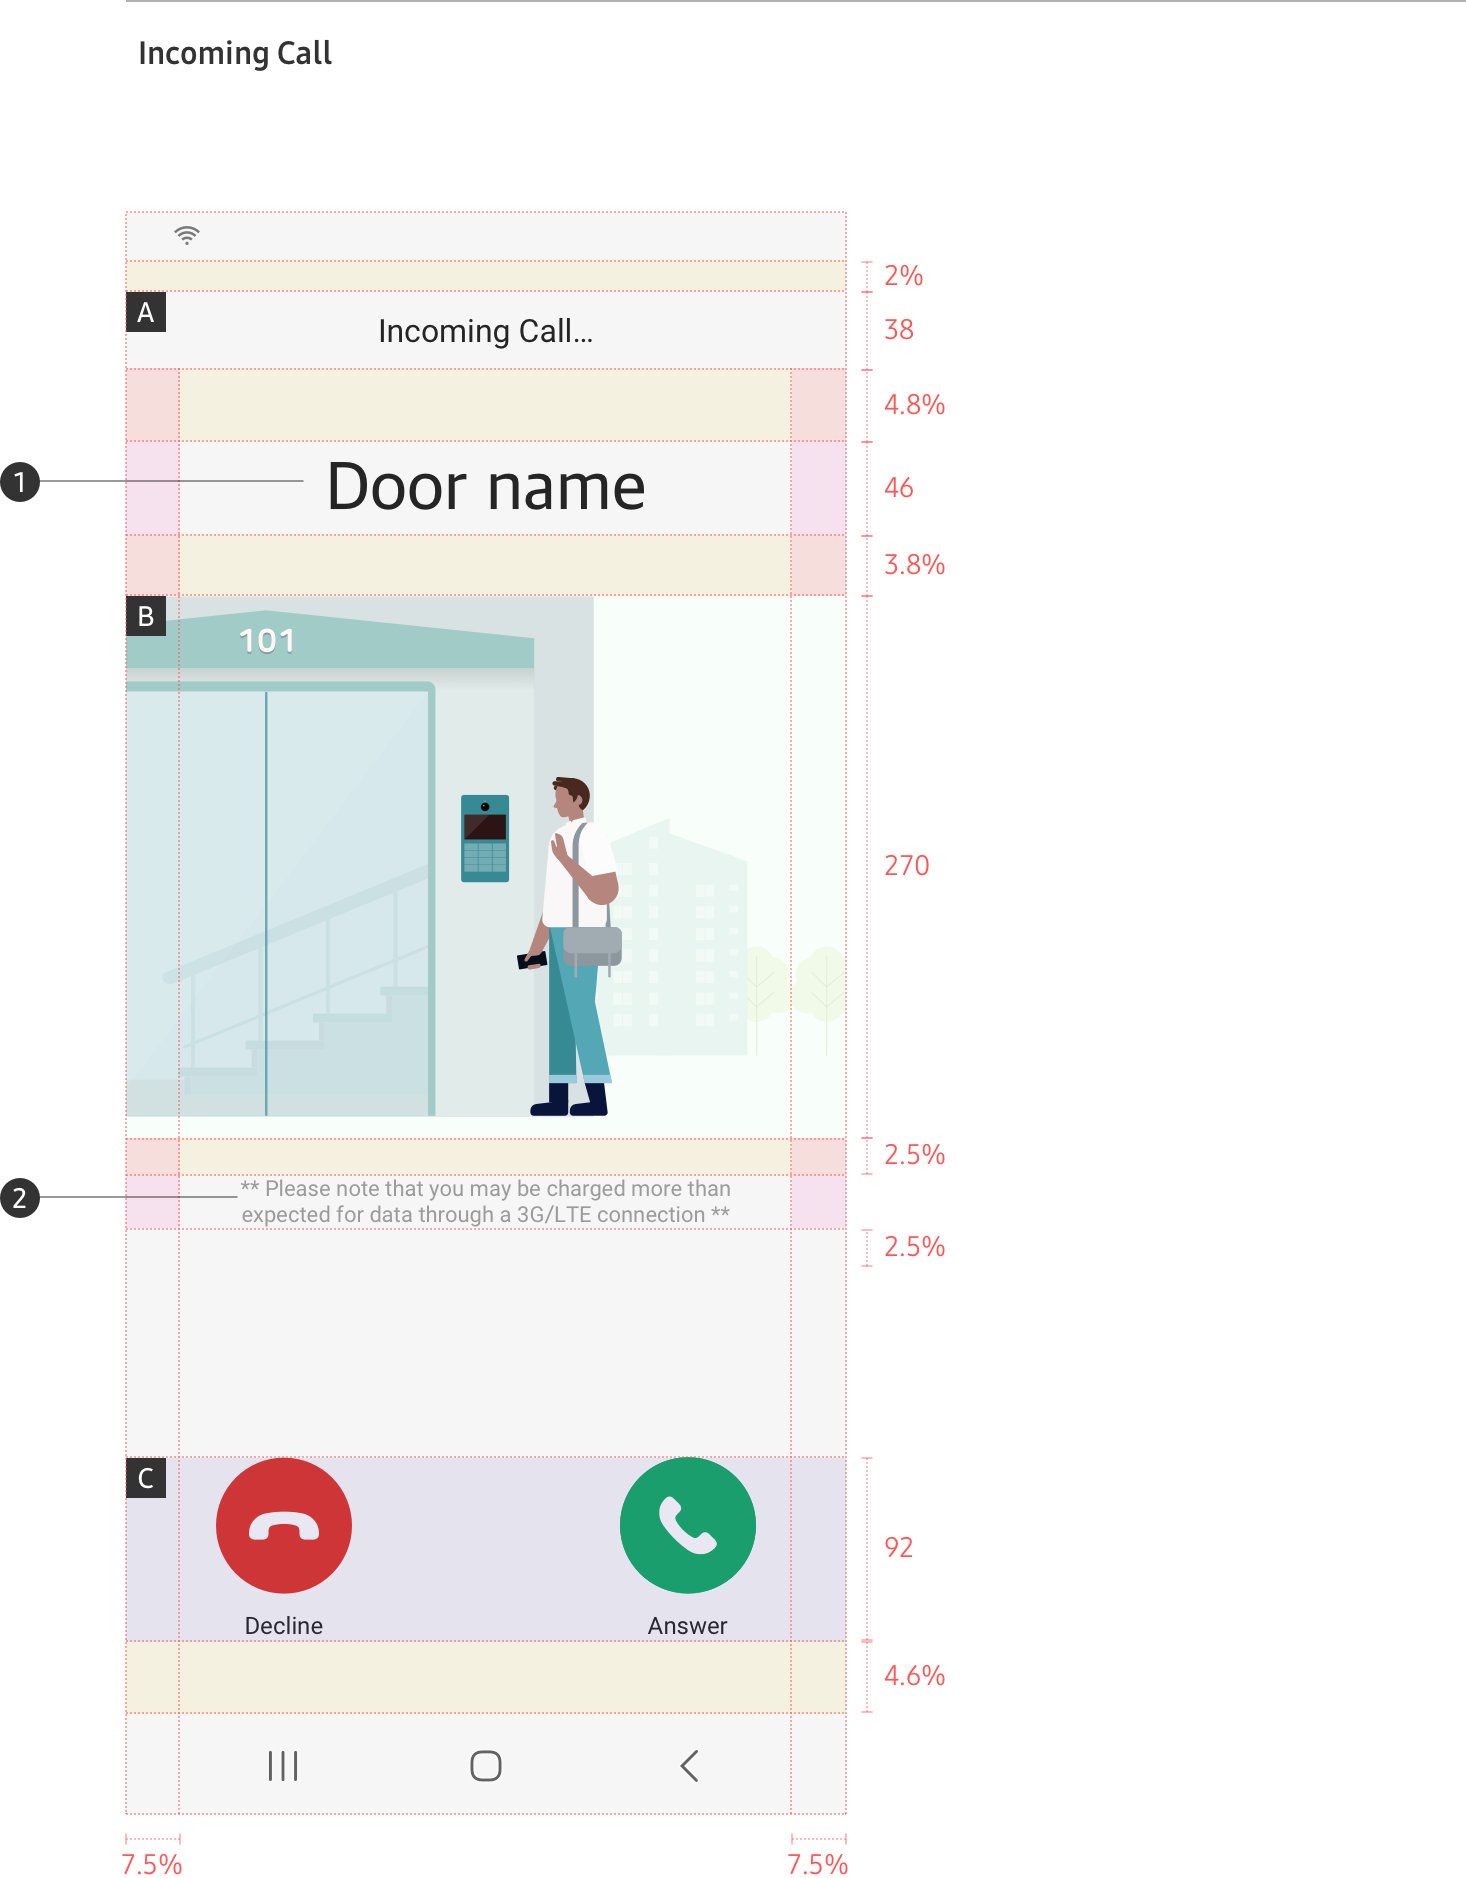 Incoming Call
2%
A
Incoming Call...
38
4.8%
1
Door name
46
3.8%
B
101
270
2.5%
2
** Please note that you may be charged more than
expected for data through a 3G/LTE connection **
2.5%
C
92
Decline
Answer
4.6%
7.5%
7.5%